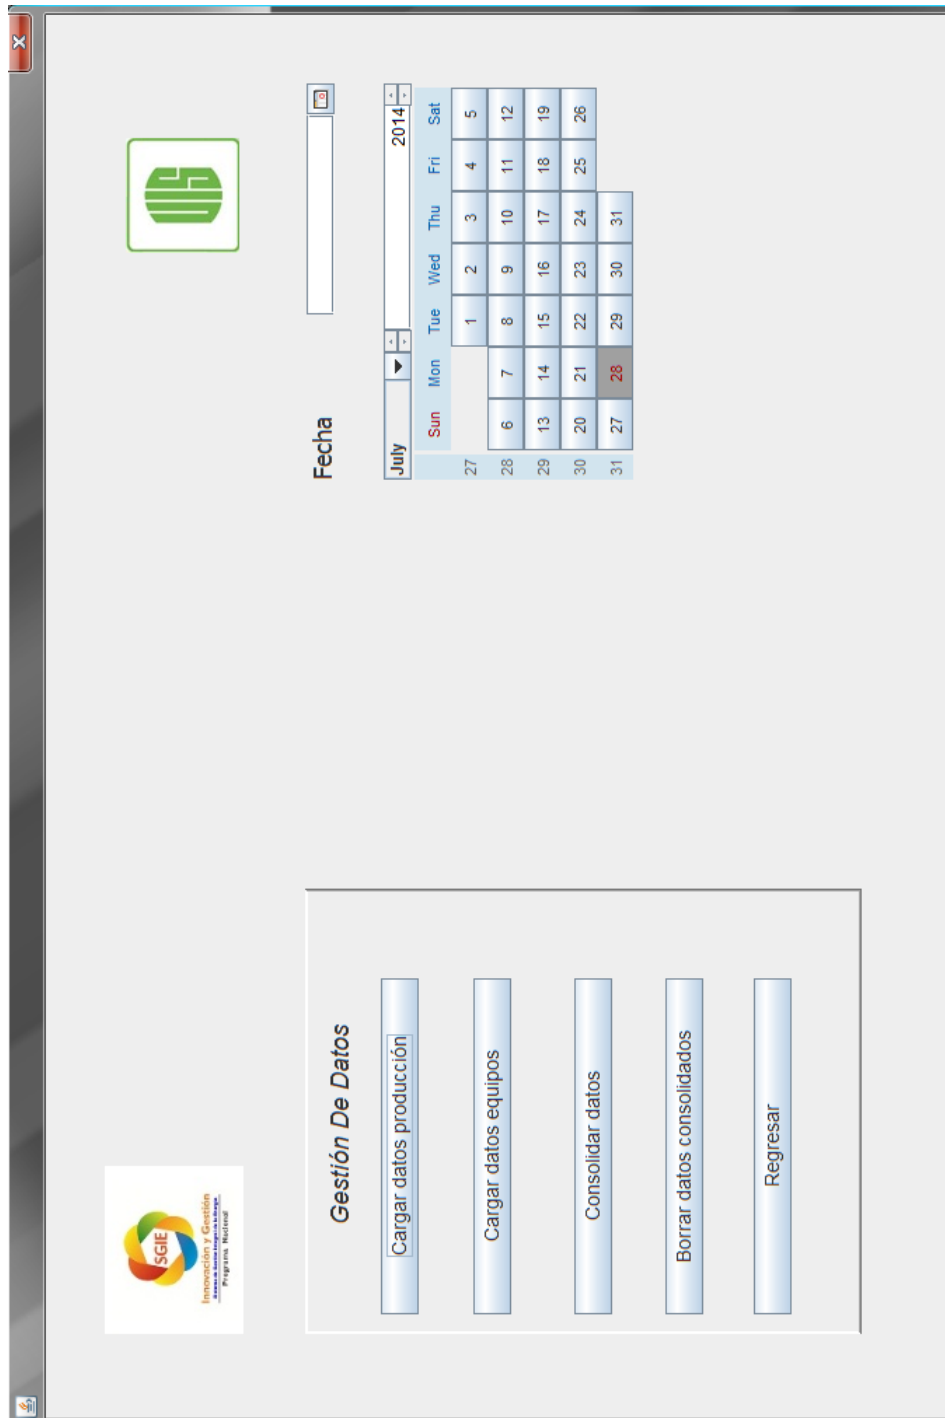 SGIE
Innovación y Gestión
Programa Nacional
UIS
Gestión De Datos
Cargar datos producción
Cargar datos equipos
Consolidar datos
Borrar datos consolidados
Regresar
Fecha
July 2014
Sun Mon Tue Wed Thu Fri Sat
27 1 2 3 4 5
28 6 7 8 9 10 11 12
29 13 14 15 16 17 18 19
30 20 21 22 23 24 25 26
31 27 28 29 30 31